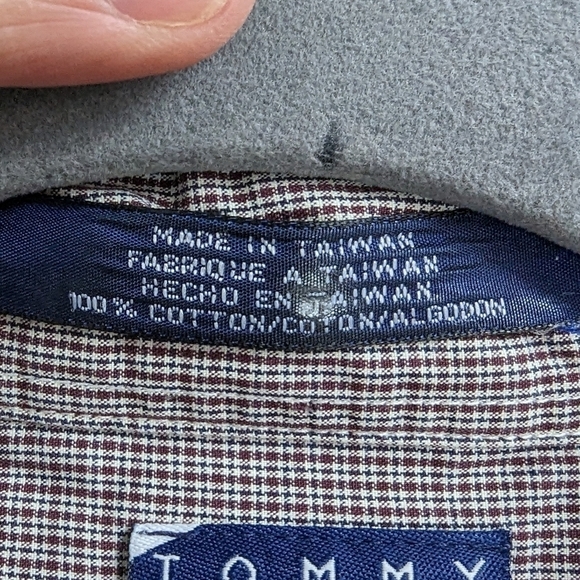 MADE IN TAIWAN
FABRIQUE A TAIWAN
HECHO EN TAIWAN
100% COTTON/COTON/ALGODON
TOMMY